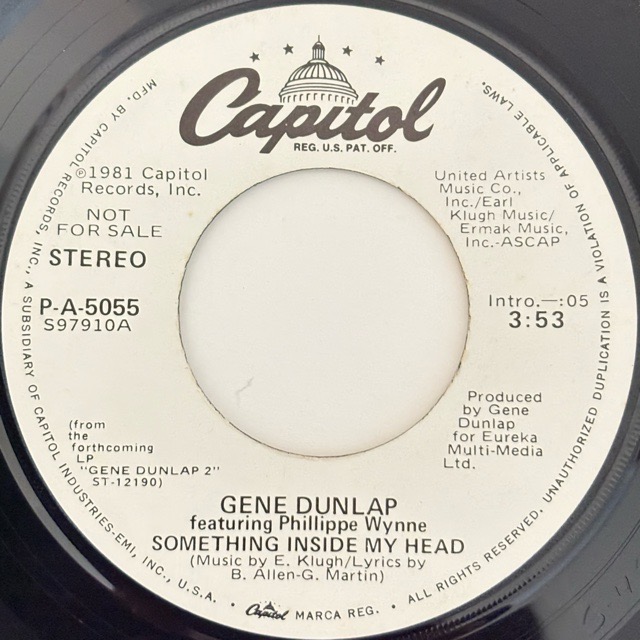 Capitol
REG. U.S. PAT. OFF.
℗1981 Capitol
Records, Inc.
NOT
FOR SALE
STEREO
P-A-5055
S97910A
United Artists
Music Co.,
Inc./Earl
Klugh Music/
Ermak Music,
Inc.-ASCAP
Intro.—:05
3:53
Produced
by Gene
Dunlap
for Eureka
Multi-Media
Ltd.
(from
the
forthcoming
LP
"GENE DUNLAP 2"
ST-12190)
GENE DUNLAP
featuring Phillippe Wynne
SOMETHING INSIDE MY HEAD
(Music by E. Klugh/Lyrics by
B. Allen-G. Martin)
MFD. BY CAPITOL RECORDS, INC., A SUBSIDIARY OF CAPITOL INDUSTRIES-EMI, INC., U.S.A. • Capitol MARCA REG. • ALL RIGHTS RESERVED. UNAUTHORIZED DUPLICATION IS A VIOLATION OF APPLICABLE LAWS.